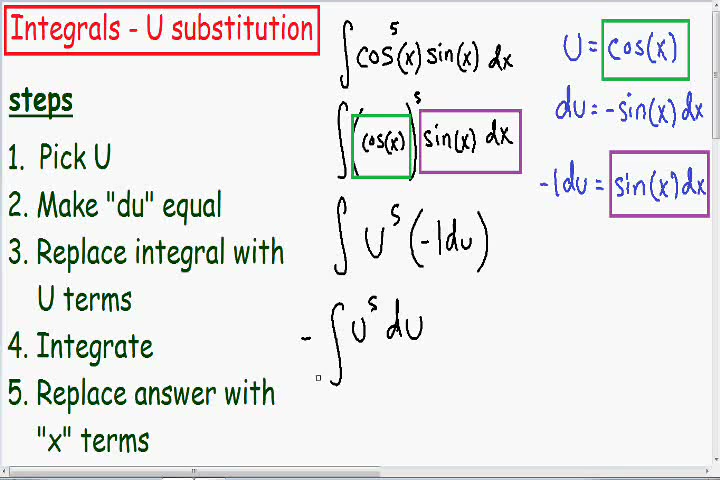 Integrals - U substitution
steps
1. Pick U
2. Make "du" equal
3. Replace integral with
U terms
4. Integrate
5. Replace answer with
"x" terms
∫ cos⁵(x) sin(x) dx
∫ (cos(x))⁵ sin(x) dx
∫ U⁵ (-1du)
- ∫ U⁵ du
U = cos(x)
du = -sin(x) dx
-1du = sin(x) dx